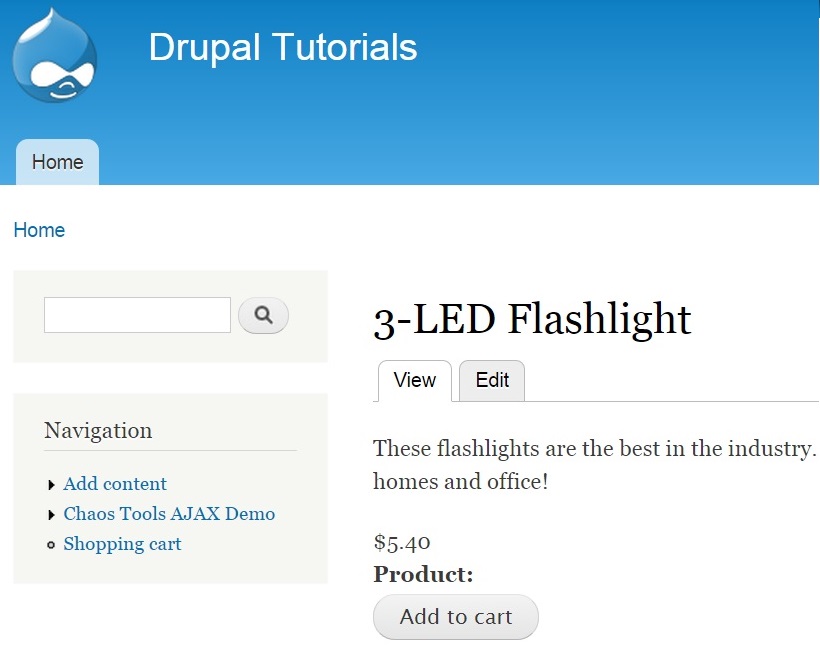 Drupal Tutorials
Home
Home
3-LED Flashlight
View Edit
These flashlights are the best in the industry.
homes and office!
$5.40
Product:
Add to cart
Navigation
Add content
Chaos Tools AJAX Demo
Shopping cart